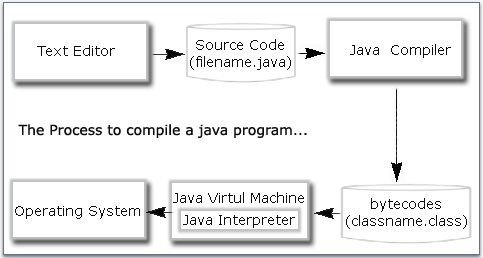 Text Editor
Source Code
(filename.java)
Java Compiler
The Process to compile a java program...
bytecodes
(classname.class)
Java Virtul Machine
Java Interpreter
Operating System